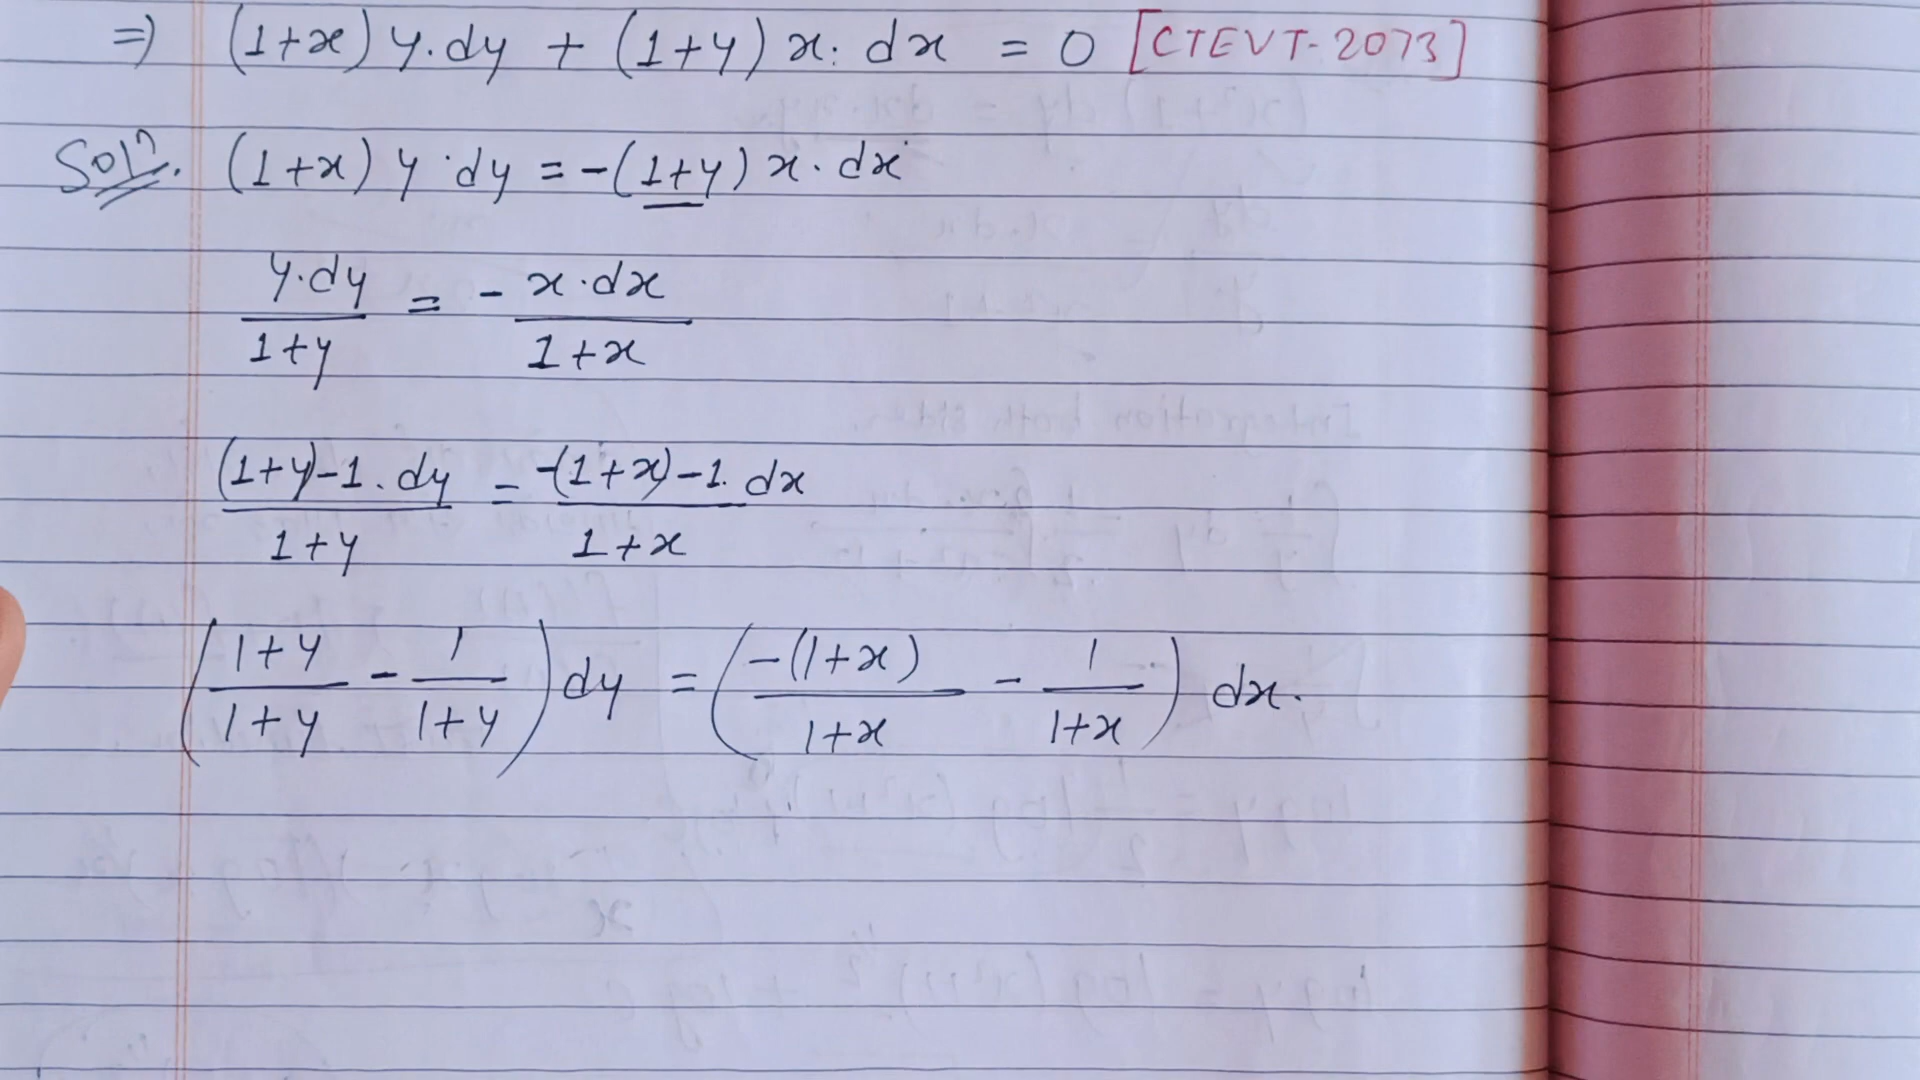 ⇒ (1+x) y.dy + (1+y) x. dx = 0 [CTEVT-2073]
Solⁿ. (1+x) y.dy = -(1+y) x.dx
y.dy/1+y = - x.dx/1+x
(1+y)-1.dy/1+y = -(1+x)-1.dx/1+x
(1+y/1+y - 1/1+y) dy = (-(1+x)/1+x - 1/1+x) dx.